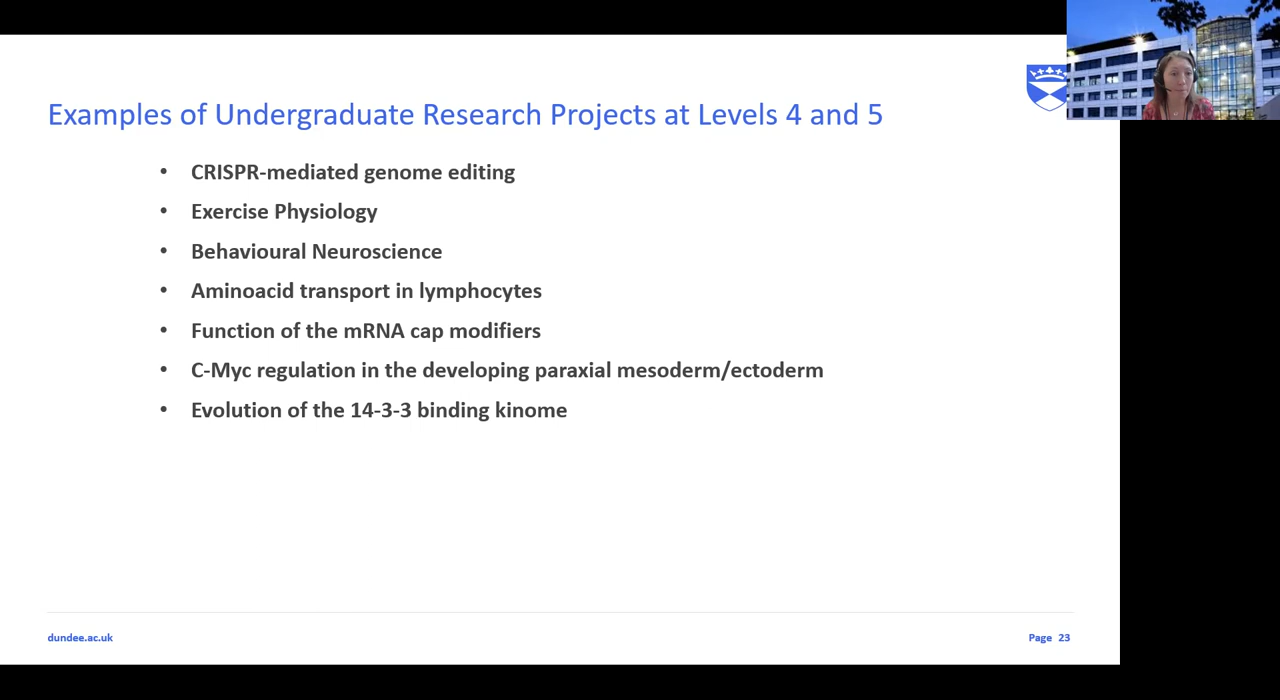 Examples of Undergraduate Research Projects at Levels 4 and 5
• CRISPR-mediated genome editing
• Exercise Physiology
• Behavioural Neuroscience
• Aminoacid transport in lymphocytes
• Function of the mRNA cap modifiers
• C-Myc regulation in the developing paraxial mesoderm/ectoderm
• Evolution of the 14-3-3 binding kinome
dundee.ac.uk
Page 23